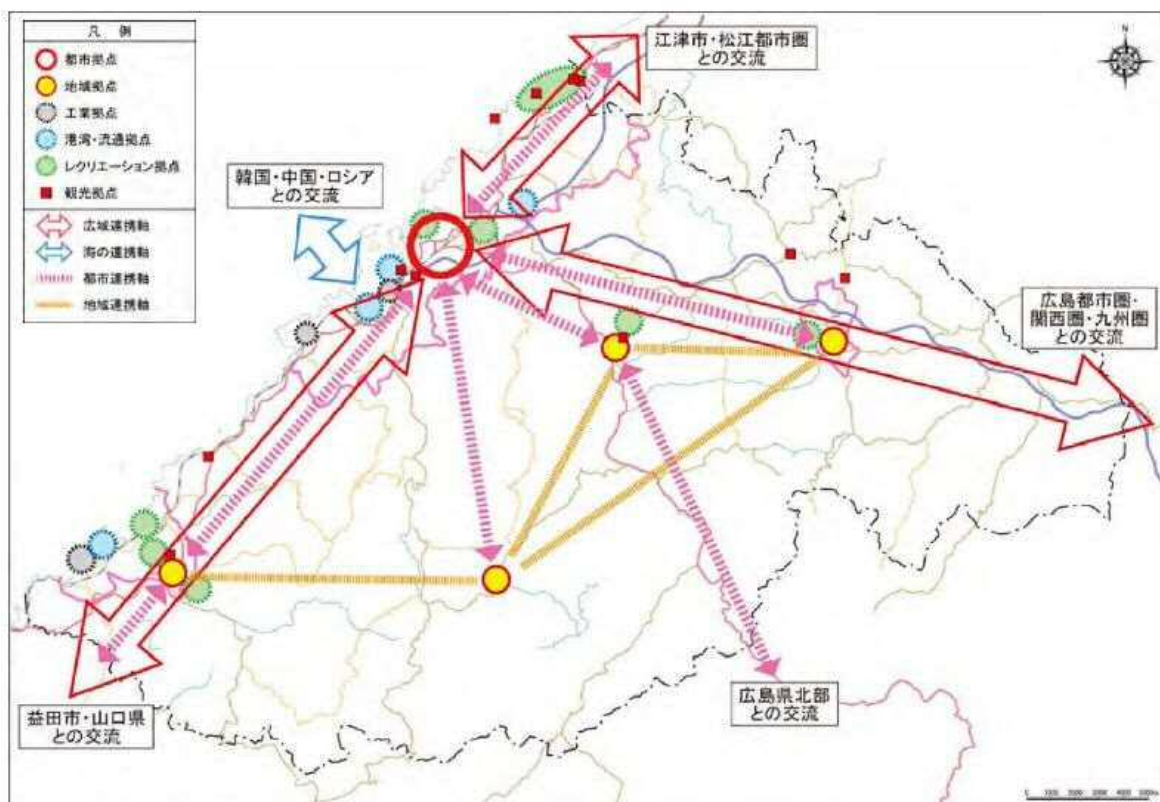 凡 例
都市拠点
地域拠点
工業拠点
港湾・流通拠点
レクリエーション拠点
観光拠点
広域連携軸
海の連携軸
都市連携軸
地域連携軸
江津市・松江都市圏
との交流
N
韓国・中国・ロシア
との交流
広島都市圏・
関西圏・九州圏
との交流
益田市・山口県
との交流
広島県北部
との交流